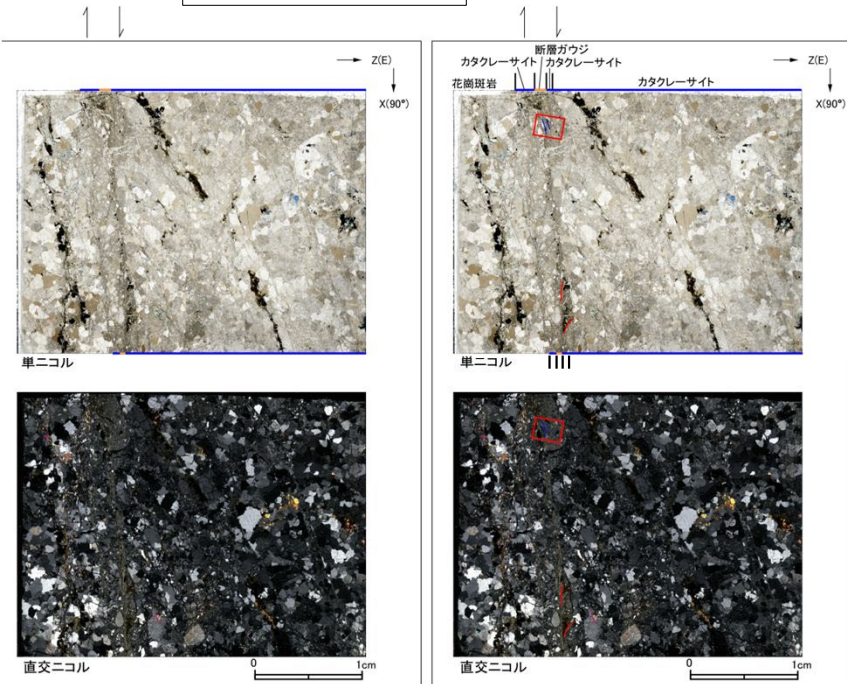 Z(E)
X(90°)
単ニコル
直交ニコル
0 1cm
断層ガウジ
カタクレーサイト カタクレーサイト
Z(E)
花崗斑岩
カタクレーサイト
X(90°)
単ニコル
直交ニコル
0 1cm